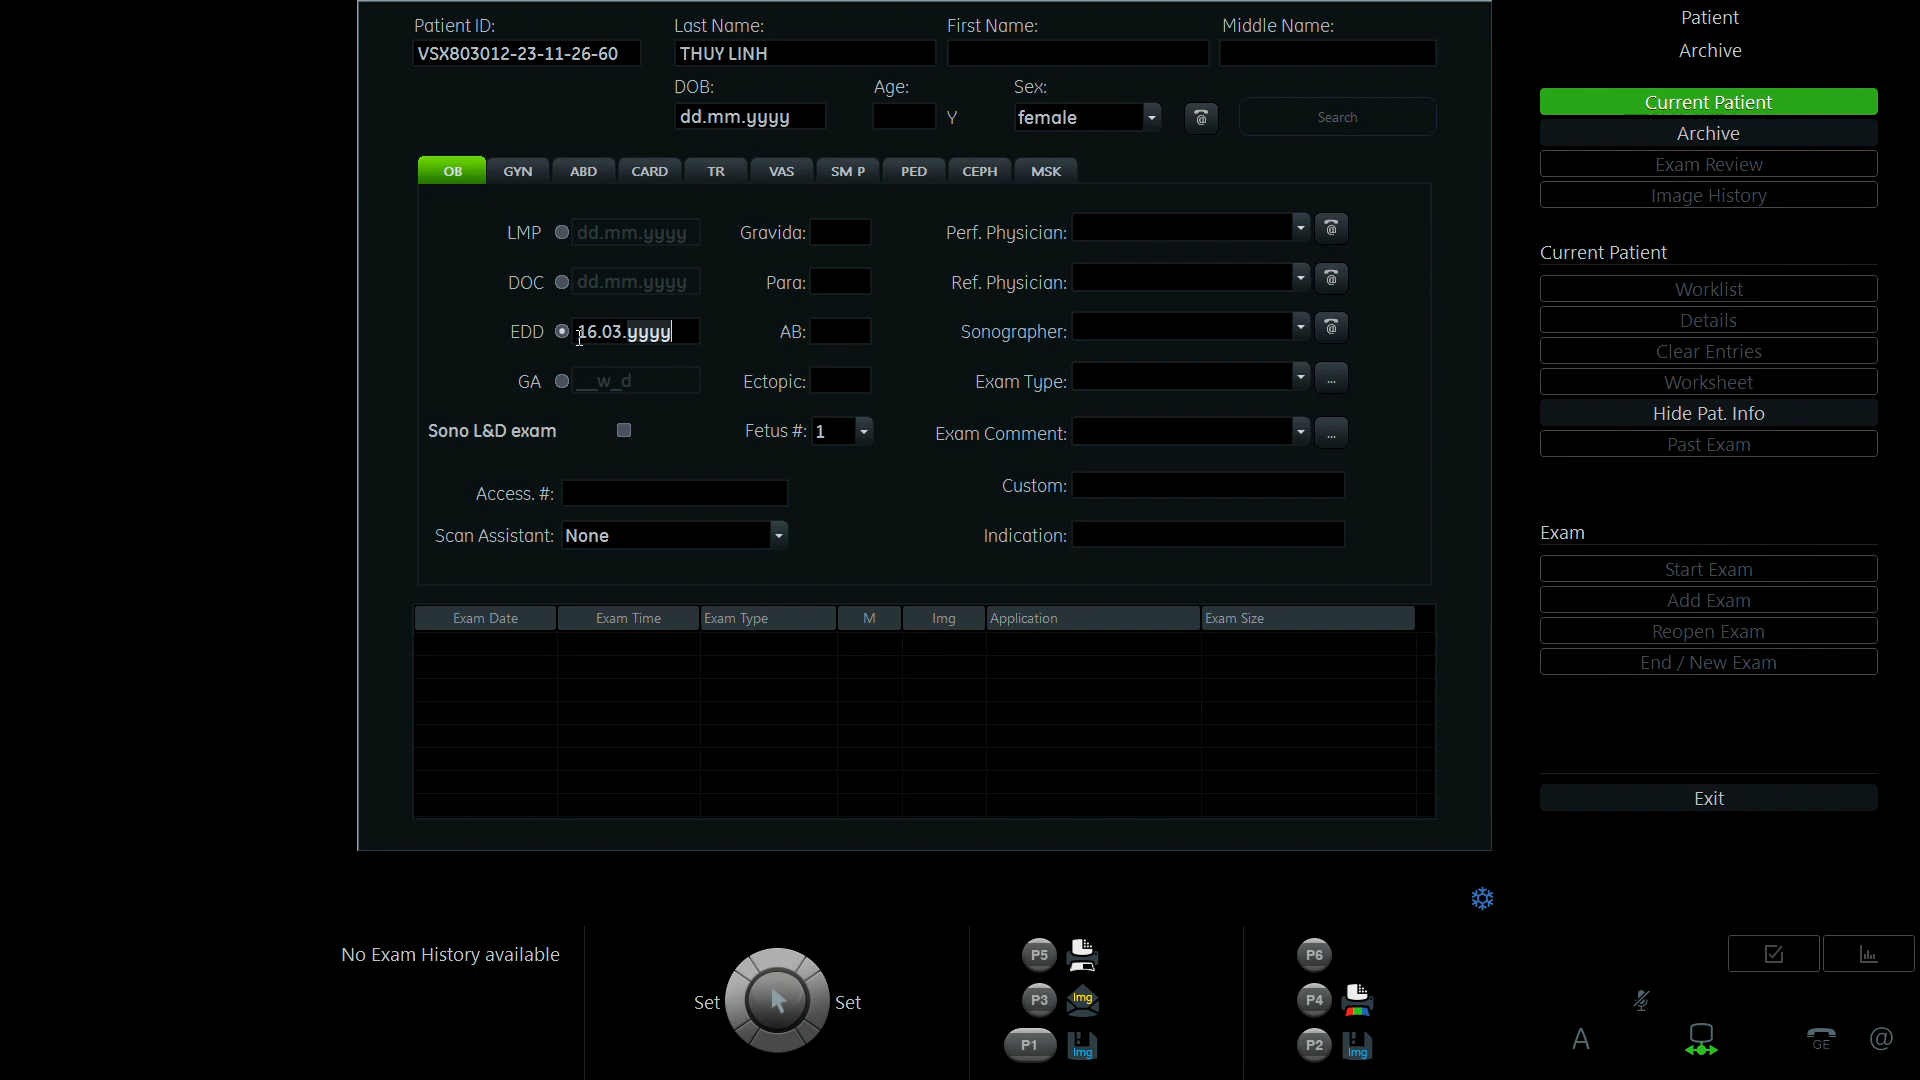 Patient ID: Last Name: First Name: Middle Name:
VSX803012-23-11-26-60 THUY LINH
DOB: Age: Sex:
dd.mm.yyyy Y female Search
OB GYN ABD CARD TR VAS SM P PED CEPH MSK
LMP dd.mm.yyyy Gravida: Perf. Physician:
DOC dd.mm.yyyy Para: Ref. Physician:
EDD 16.03.yyyy AB: Sonographer:
GA __w_d Ectopic: Exam Type: ...
Sono L&D exam Fetus #: 1 Exam Comment: ...
Access. #: Custom:
Scan Assistant: None Indication:
Exam Date Exam Time Exam Type M Img Application Exam Size
Patient
Archive
Current Patient
Archive
Exam Review
Image History
Current Patient
Worklist
Details
Clear Entries
Worksheet
Hide Pat. Info
Past Exam
Exam
Start Exam
Add Exam
Reopen Exam
End / New Exam
Exit
No Exam History available
Set Set
P5
P3 Img
P1 Img
P6
P4
P2 Img
A GE @